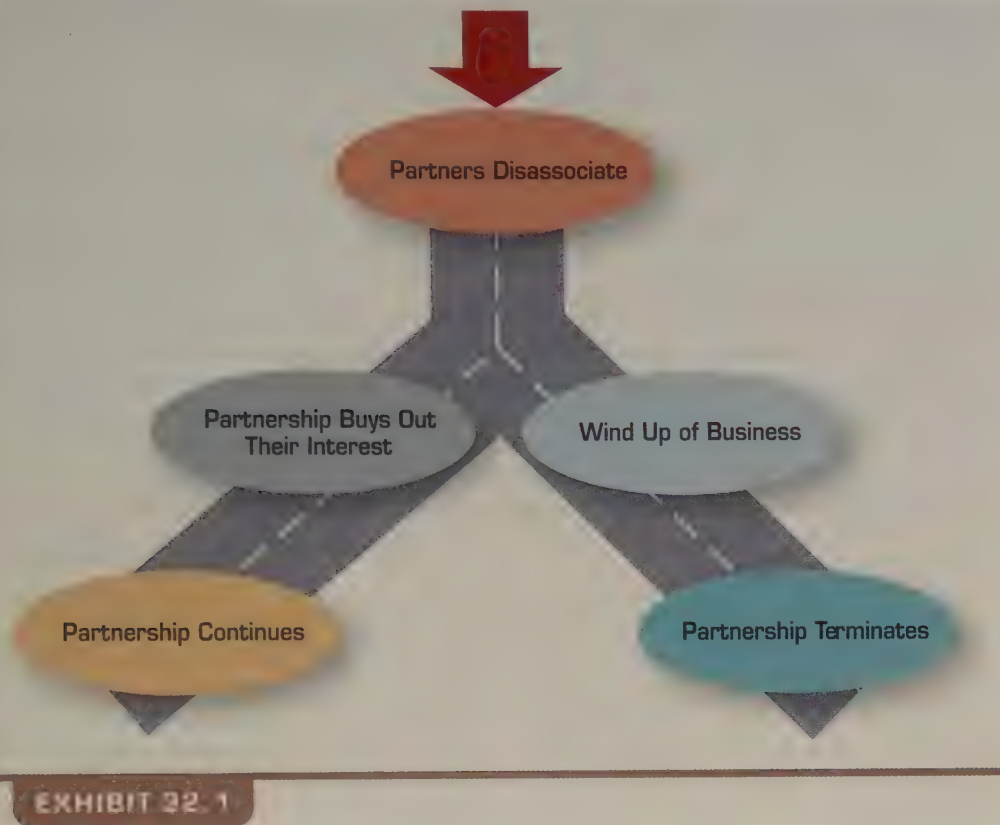 Partners Disassociate
Partnership Buys Out
Their Interest
Wind Up of Business
Partnership Continues
Partnership Terminates
EXHIBIT 32.1